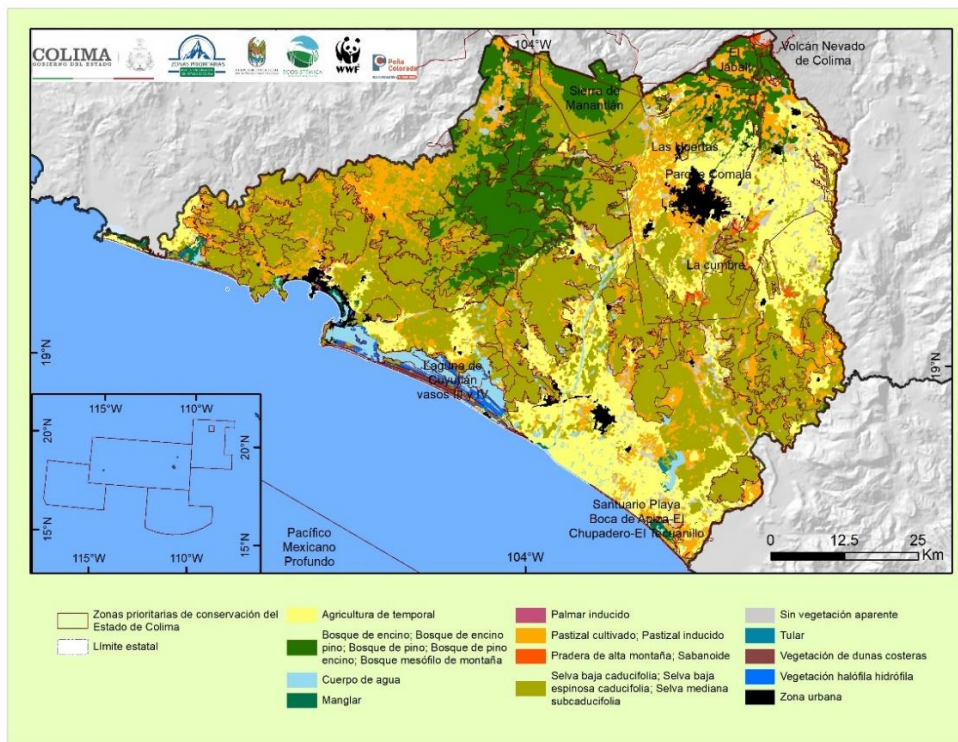 COLIMA
GOBIERNO DEL ESTADO
ZONAS PRIORITARIAS
WWF
Peña
Colorada
104°W
Volcán Nevado
de Colima
El
Jabalí
Sierra de
Manantlán
Las Huertas
Parque Comala
La cumbre
19°N
19°N
Laguna de
Cuyutlán
vasos III y IV
115°W
110°W
20°N
20°N
15°N
15°N
115°W
110°W
Pacífico
Mexicano
Profundo
Santuario Playa
Boca de Apiza-El
Chupadero-El Tecuanillo
104°W
0 12.5 25
Km
Zonas prioritarias de conservación del
Estado de Colima
Límite estatal
Agricultura de temporal
Bosque de encino; Bosque de encino
pino; Bosque de pino; Bosque de pino
encino; Bosque mesófilo de montaña
Cuerpo de agua
Manglar
Palmar inducido
Pastizal cultivado; Pastizal inducido
Pradera de alta montaña; Sabanoide
Selva baja caducifolia; Selva baja
espinosa caducifolia; Selva mediana
subcaducifolia
Sin vegetación aparente
Tular
Vegetación de dunas costeras
Vegetación halófila hidrófila
Zona urbana